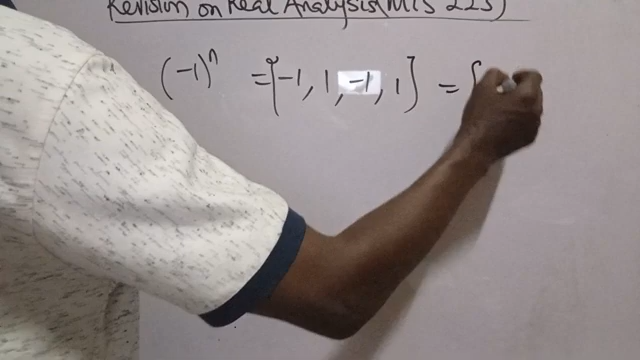 Revision on Real Analysis (MTS 213)
(-1)ⁿ = {-1, 1, -1, 1} = {